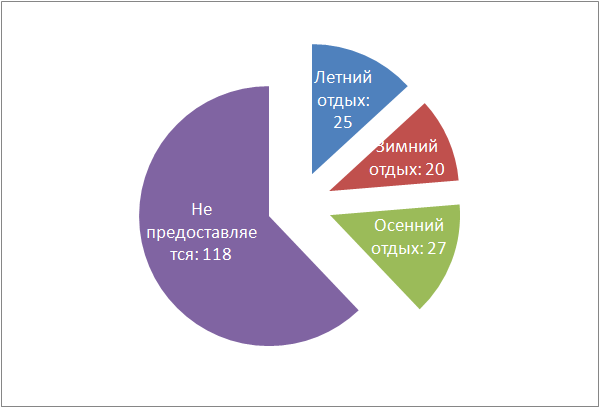 Летний
отдых:
25
Зимний
отдых: 20
Осенний
отдых: 27
Не
предоставляе
тся: 118